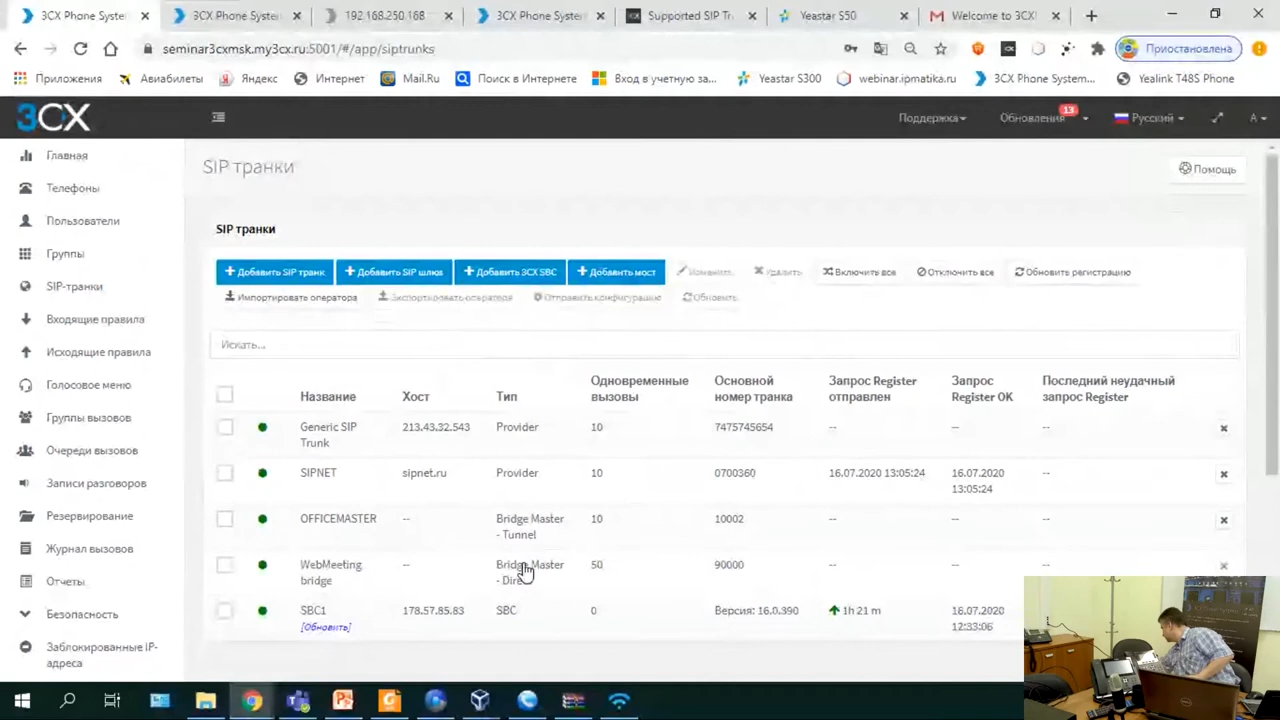 3CX Phone System
3CX Phone System
192.168.250.168
3CX Phone System
Supported SIP Tr
Yeastar S50
Welcome to 3CX!
seminar3cxmsk.my3cx.ru:5001/#/app/siptrunks
Приостановлена
Приложения
Авиабилеты
Яндекс
Интернет
Mail.Ru
Поиск в Интернете
Вход в учетную за...
Yeastar S300
webinar.ipmatika.ru
3CX Phone System...
Yealink T48S Phone
3CX
Поддержка
Обновления
13
Русский
A
Главная
Телефоны
Пользователи
Группы
SIP-транки
Входящие правила
Исходящие правила
Голосовое меню
Группы вызовов
Очереди вызовов
Записи разговоров
Резервирование
Журнал вызовов
Отчеты
Безопасность
Заблокированные IP-
адреса
SIP транки
Помощь
SIP транки
+ Добавить SIP транк
+ Добавить SIP шлюз
+ Добавить 3CX SBC
+ Добавить мост
Изменить
Удалить
Включить все
Отключить все
Обновить регистрацию
Импортировать оператора
Экспортировать оператора
Отправить конфигурацию
Обновить
Искать...
Название Хост Тип Одновременные вызовы Основной номер транка Запрос Register отправлен Запрос Register OK Последний неудачный запрос Register
Generic SIP Trunk 213.43.32.543 Provider 10 7475745654 -- -- --
SIPNET sipnet.ru Provider 10 0700360 16.07.2020 13:05:24 16.07.2020 13:05:24 --
OFFICEMASTER -- Bridge Master - Tunnel 10 10002 -- -- --
WebMeeting bridge -- Bridge Master - Dire 50 90000 -- -- --
SBC1 178.57.85.83 SBC 0 Версия: 16.0.390 1h 21 m 16.07.2020 12:33:06
[Обновить]